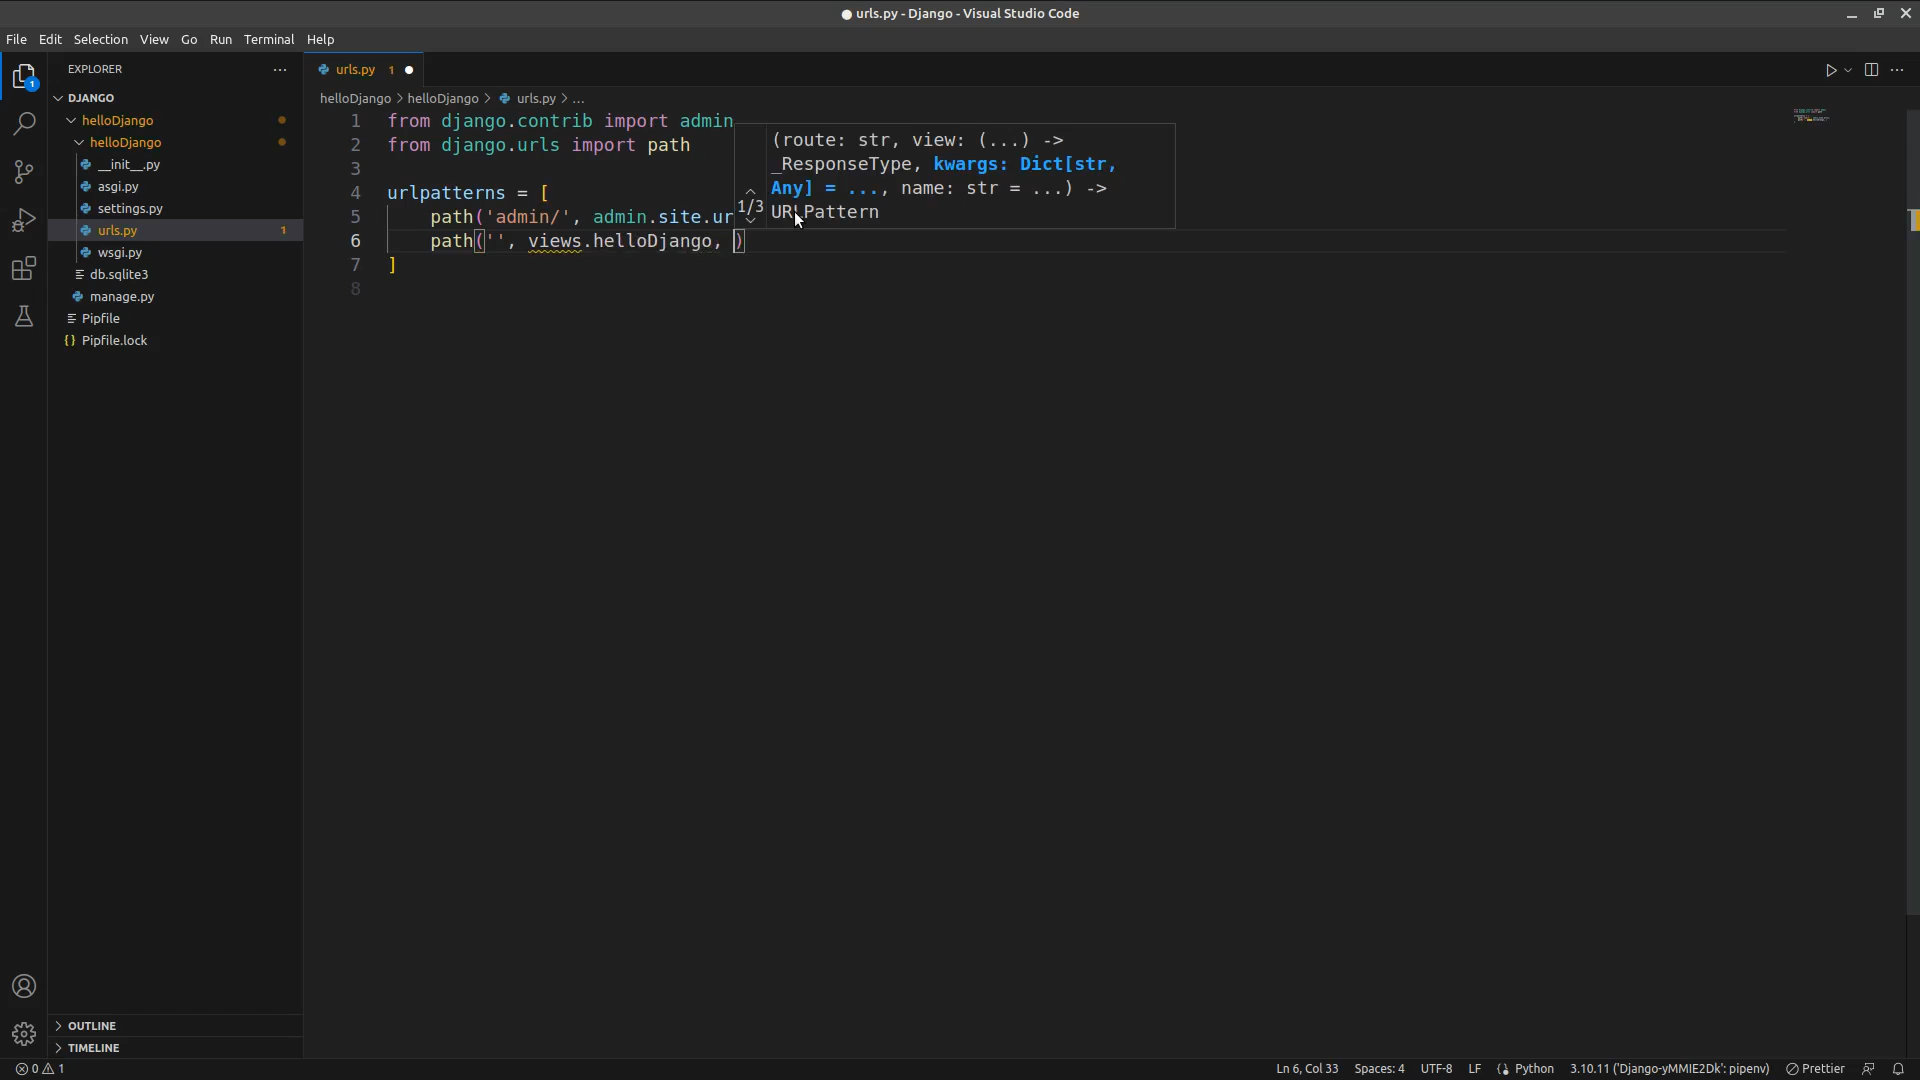 urls.py - Django - Visual Studio Code
File Edit Selection View Go Run Terminal Help
EXPLORER
urls.py 1
DJANGO
helloDjango > helloDjango > urls.py > ...
helloDjango
helloDjango
__init__.py
asgi.py
settings.py
urls.py 1
wsgi.py
db.sqlite3
manage.py
Pipfile
{} Pipfile.lock
1 from django.contrib import admin
2 from django.urls import path
3
4 urlpatterns = [
5 path('admin/', admin.site.ur
6 path('', views.helloDjango, )
7 ]
8
(route: str, view: (...) ->
_ResponseType, kwargs: Dict[str,
Any] = ..., name: str = ...) ->
URLPattern
1/3
1
OUTLINE
TIMELINE
0 1
Ln 6, Col 33 Spaces: 4 UTF-8 LF {} Python 3.10.11 ('Django-yMMIE2Dk': pipenv) Prettier